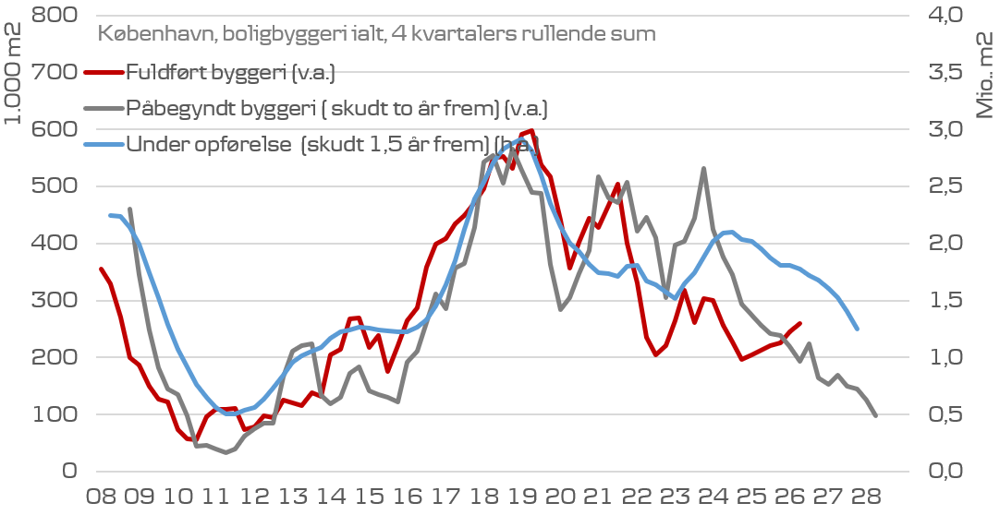 800
700
600
500
400
300
200
100
0
1.000 m2
København, boligbyggeri ialt, 4 kvartalers rullende sum
Fuldført byggeri (v.a.)
Påbegyndt byggeri ( skudt to år frem) (v.a.)
Under opførelse (skudt 1,5 år frem) (h.a.)
4,0
3,5
3,0
2,5
2,0
1,5
1,0
0,5
0,0
Mio.. m2
08 09 10 11 12 13 14 15 16 17 18 19 20 21 22 23 24 25 26 27 28